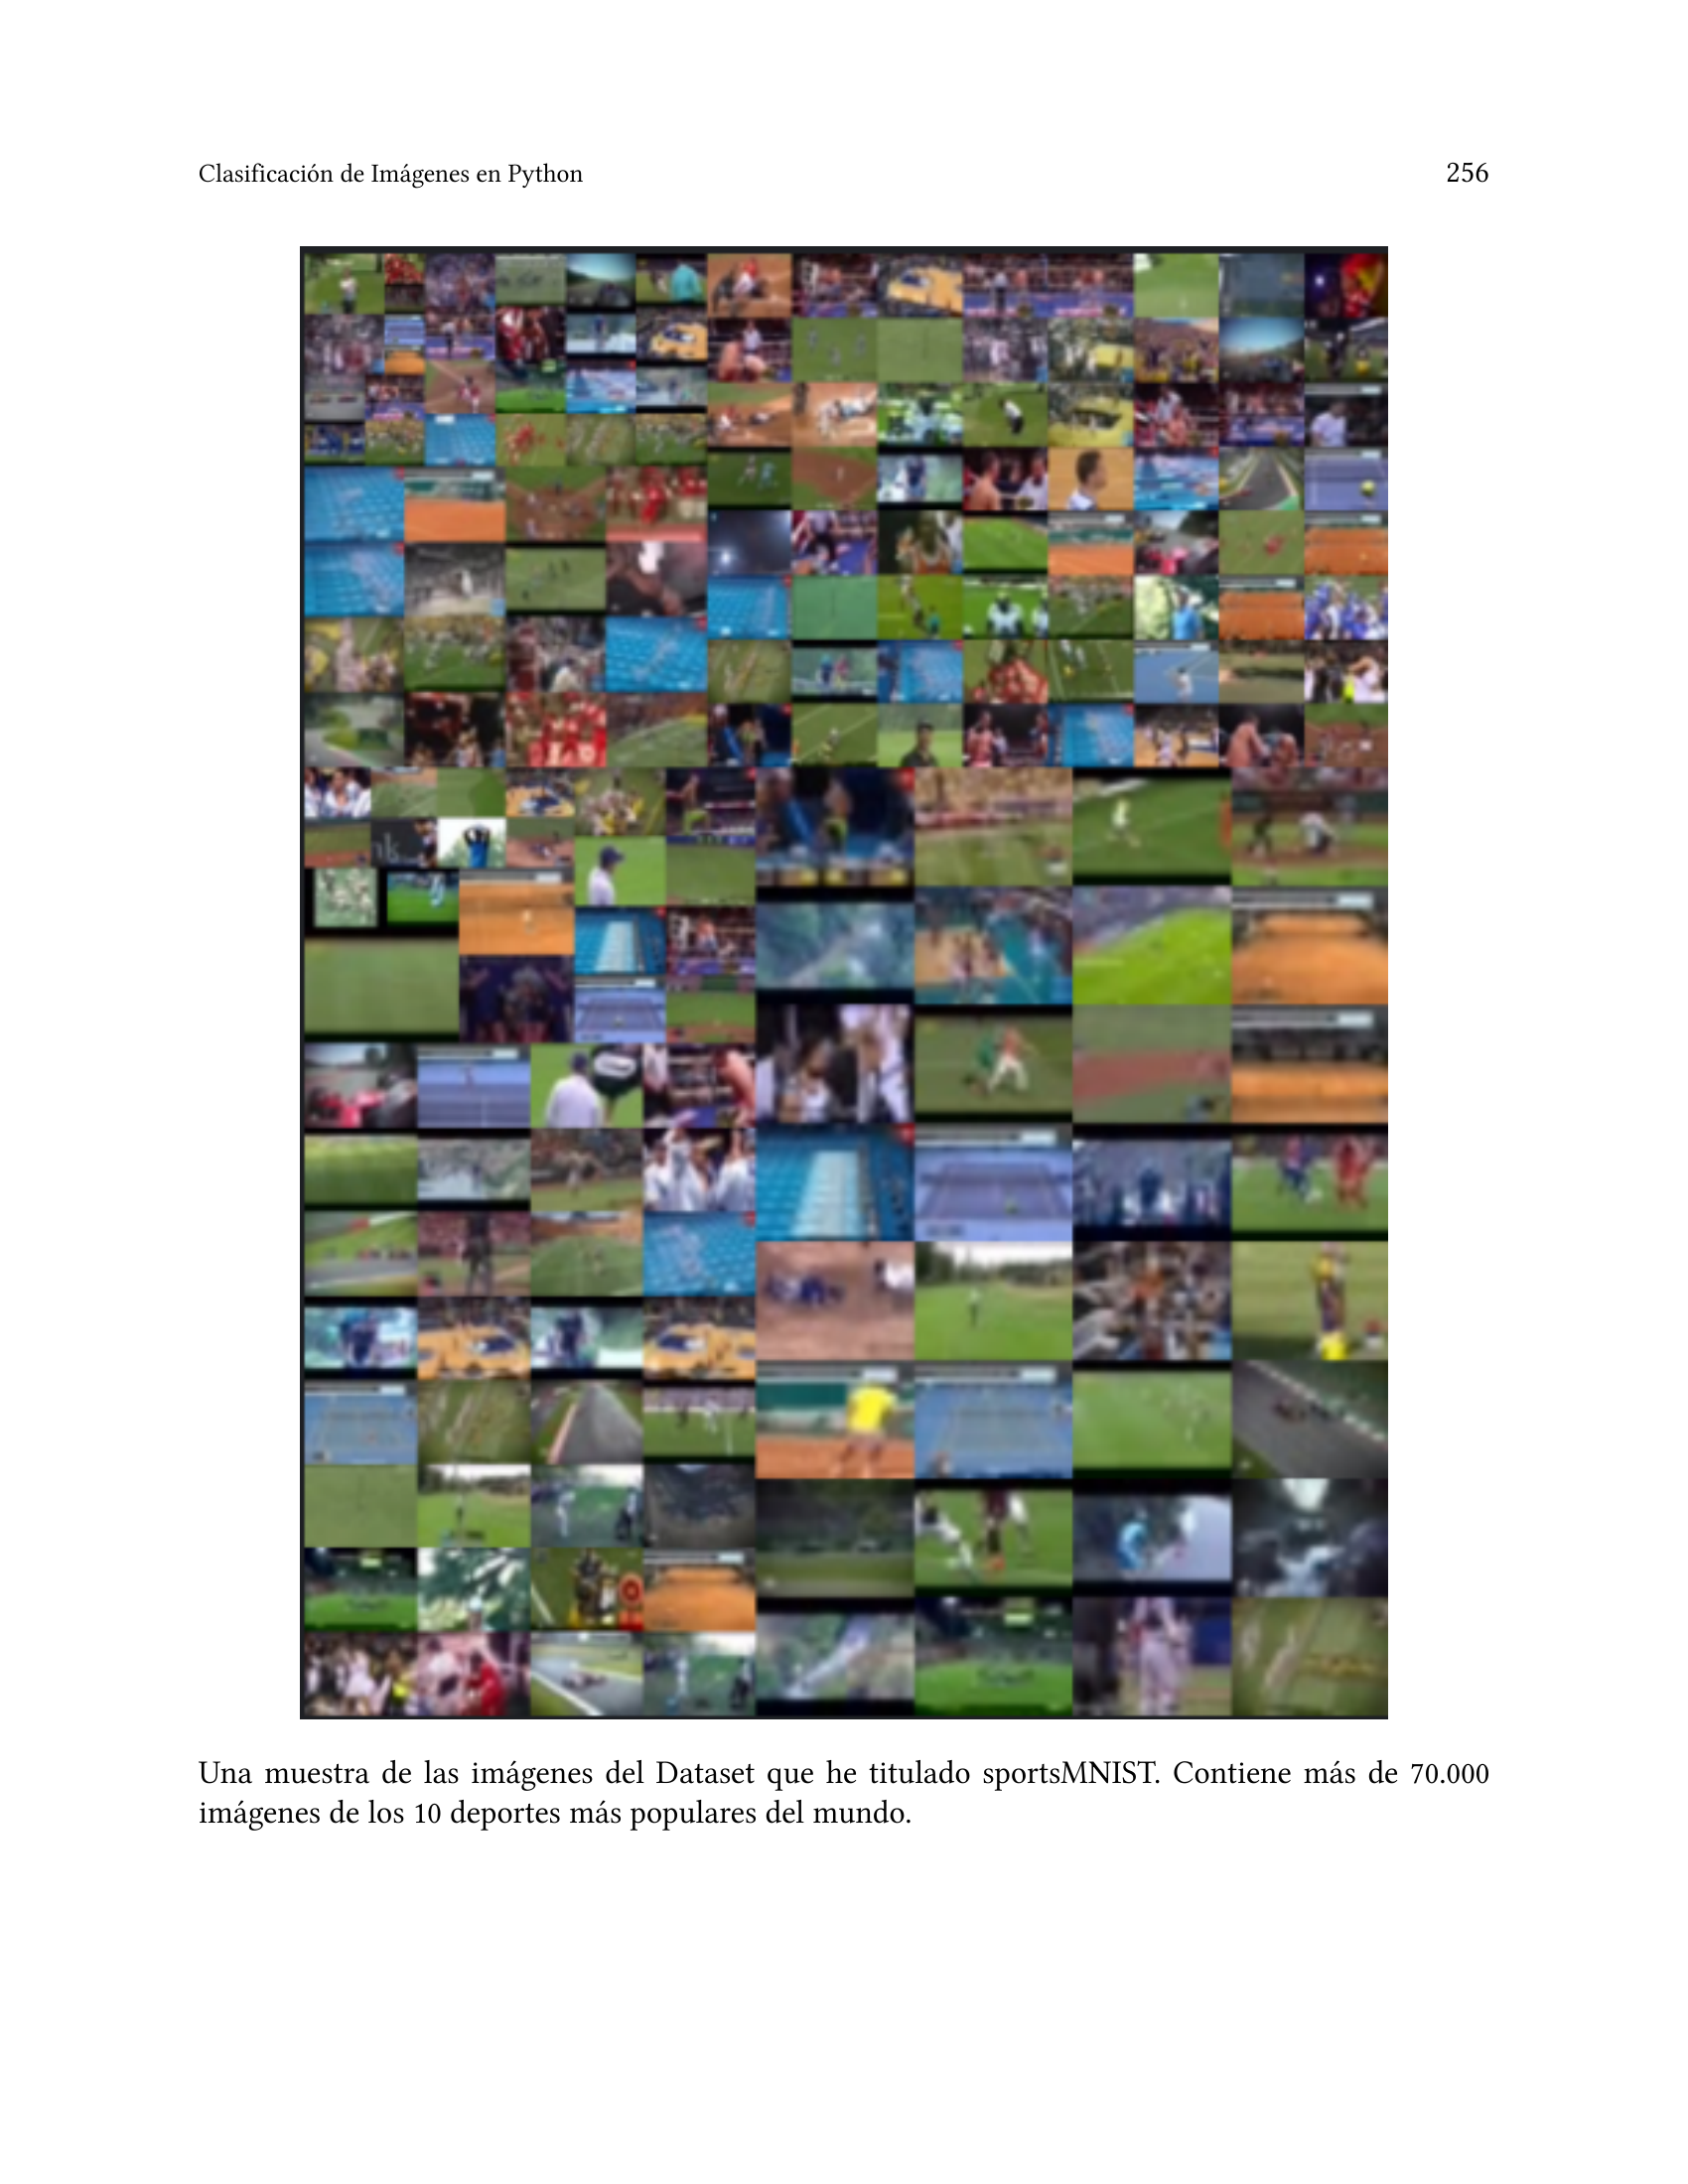 Clasificación de Imágenes en Python 256
Una muestra de las imágenes del Dataset que he titulado sportsMNIST. Contiene más de 70.000
imágenes de los 10 deportes más populares del mundo.